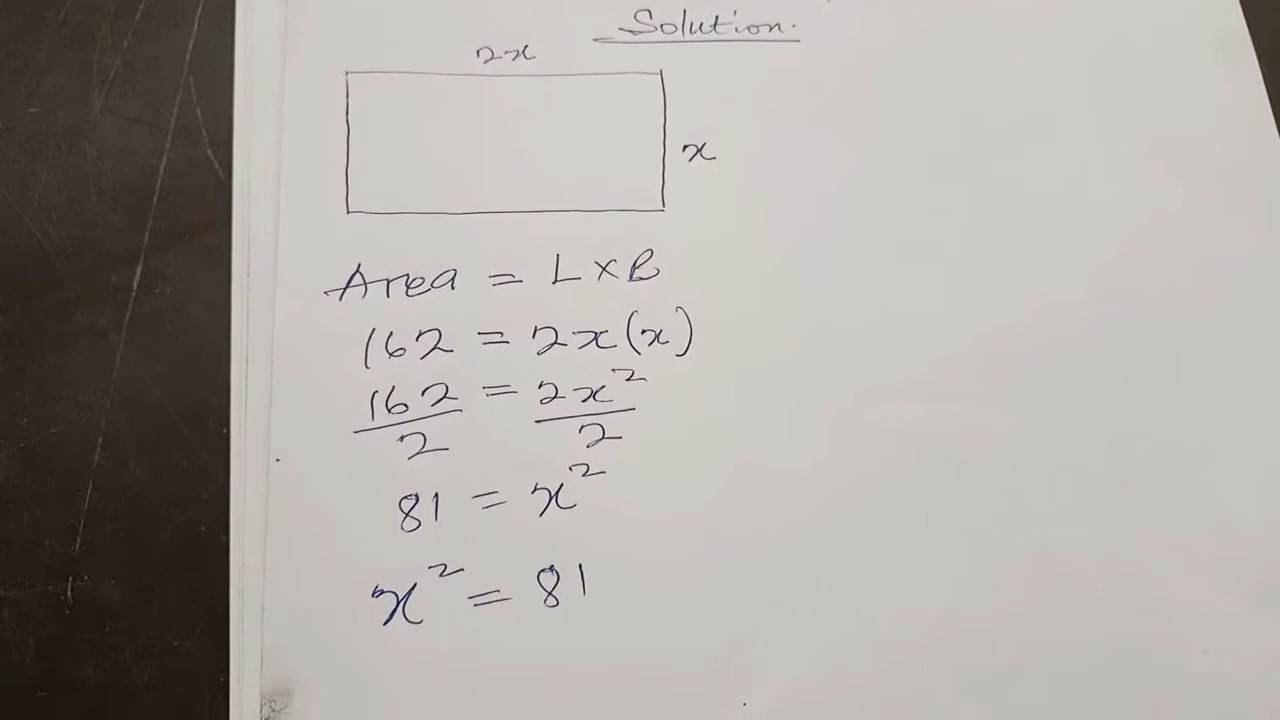 Solution.
2x
x
Area = L×B
162 = 2x(x)
162/2 = 2x²/2
81 = x²
x² = 81